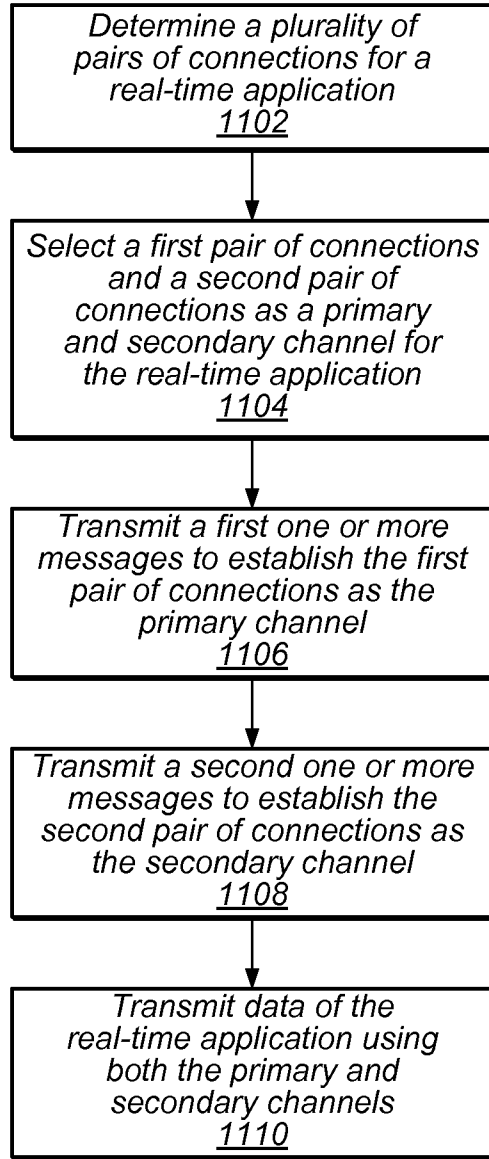 Determine a plurality of
pairs of connections for a
real-time application
1102
Select a first pair of connections
and a second pair of
connections as a primary
and secondary channel for
the real-time application
1104
Transmit a first one or more
messages to establish the first
pair of connections as the
primary channel
1106
Transmit a second one or more
messages to establish the
second pair of connections as
the secondary channel
1108
Transmit data of the
real-time application using
both the primary and
secondary channels
1110